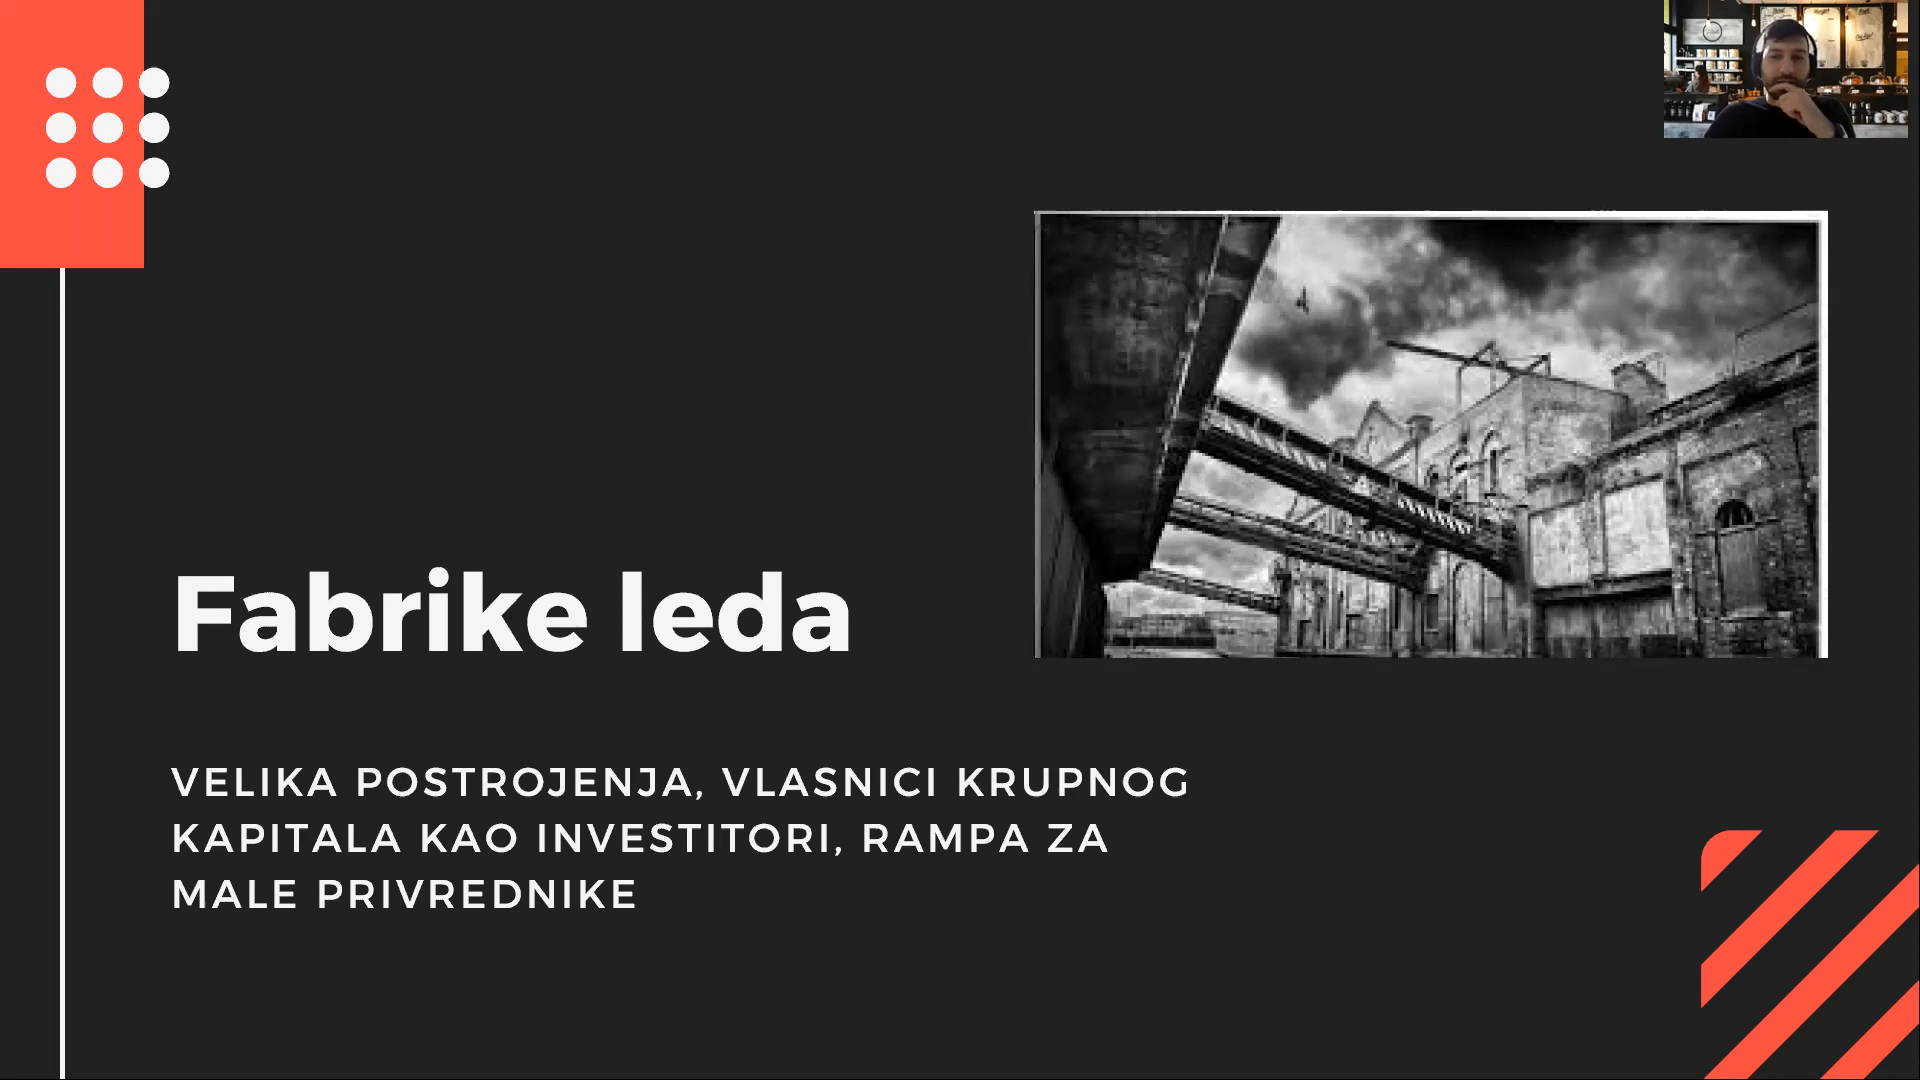 Fabrike leda
VELIKA POSTROJENJA, VLASNICI KRUPNOG
KAPITALA KAO INVESTITORI, RAMPA ZA
MALE PRIVREDNIKE